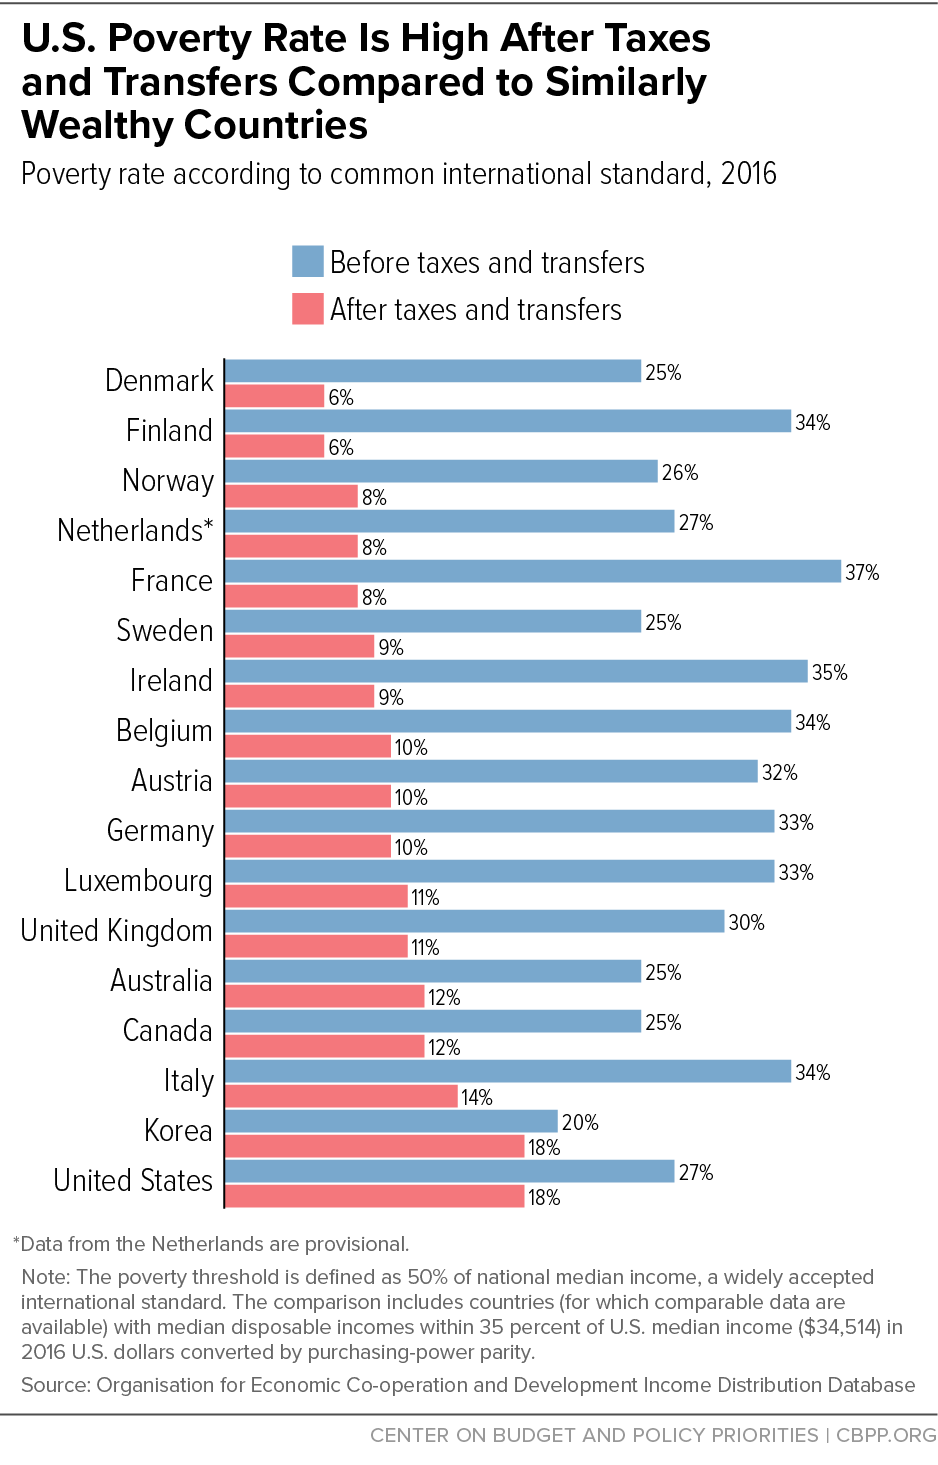 U.S. Poverty Rate Is High After Taxes
and Transfers Compared to Similarly
Wealthy Countries
Poverty rate according to common international standard, 2016
Before taxes and transfers
After taxes and transfers
Denmark
25%
6%
Finland
34%
6%
Norway
26%
8%
Netherlands*
27%
8%
France
37%
8%
Sweden
25%
9%
Ireland
35%
9%
Belgium
34%
10%
Austria
32%
10%
Germany
33%
10%
Luxembourg
33%
11%
United Kingdom
30%
11%
Australia
25%
12%
Canada
25%
12%
Italy
34%
14%
Korea
20%
18%
United States
27%
18%
*Data from the Netherlands are provisional.
Note: The poverty threshold is defined as 50% of national median income, a widely accepted
international standard. The comparison includes countries (for which comparable data are
available) with median disposable incomes within 35 percent of U.S. median income ($34,514) in
2016 U.S. dollars converted by purchasing-power parity.
Source: Organisation for Economic Co-operation and Development Income Distribution Database
CENTER ON BUDGET AND POLICY PRIORITIES | CBPP.ORG